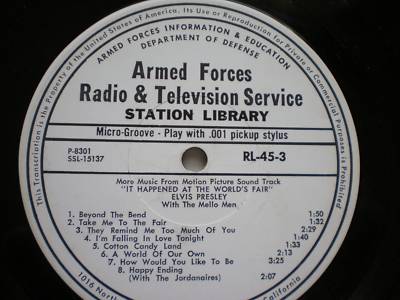 This Transcription is the Property of the United States of America. Its Use or Reproduction for Private or Commercial Purposes
ARMED FORCES INFORMATION & EDUCATION
DEPARTMENT OF DEFENSE
Armed Forces
Radio & Television Service
STATION LIBRARY
Micro-Groove - Play with .001 pickup stylus
P-8301
SSL-15137
RL-45-3
More Music From Motion Picture Sound Track
"IT HAPPENED AT THE WORLD'S FAIR"
ELVIS PRESLEY
With The Mello Men
1. Beyond The Bend 1:50
2. Take Me To The Fair 1:32
3. They Remind Me Too Much Of You 2:29
4. I'm Falling In Love Tonight 1:40
5. Cotton Candy Land 1:33
6. A World Of Our Own 2:12
7. How Would You Like To Be 3:25
8. Happy Ending 2:07
(With The Jordanaires)
1016 North
California